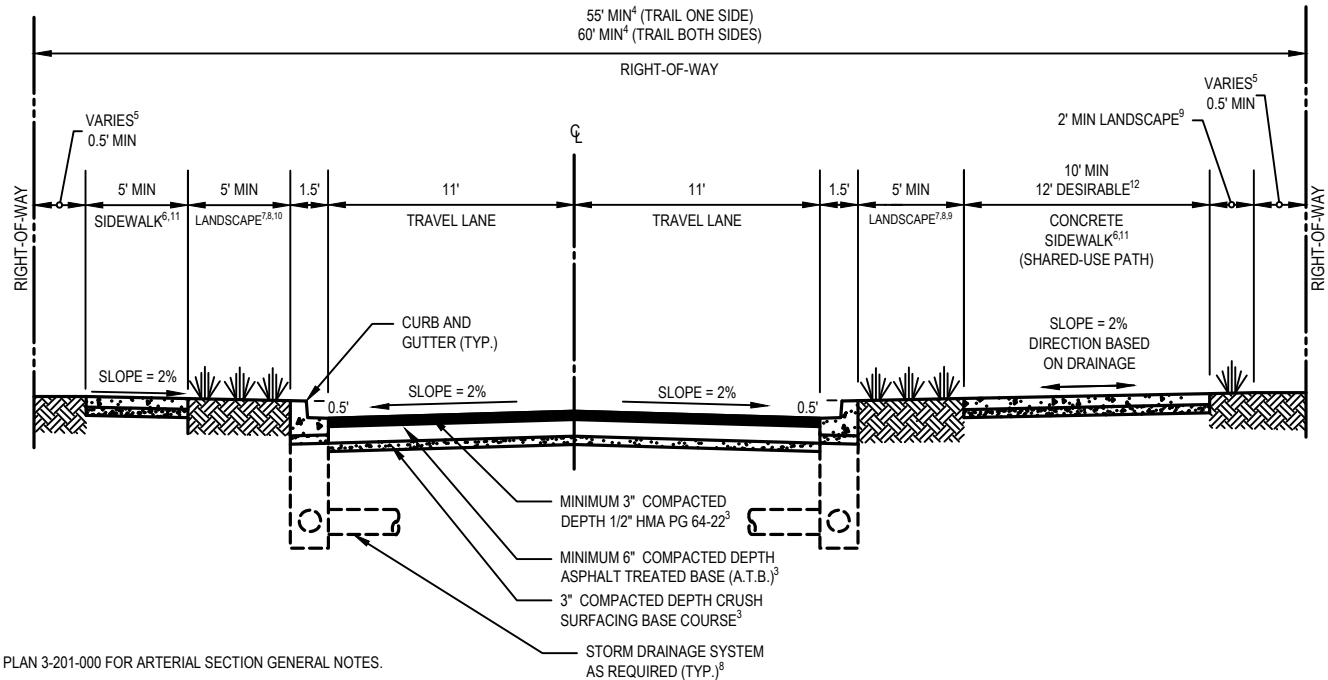 55' MIN⁴ (TRAIL ONE SIDE)
60' MIN⁴ (TRAIL BOTH SIDES)
RIGHT-OF-WAY
VARIES⁵
0.5' MIN
VARIES⁵
0.5' MIN
2' MIN LANDSCAPE⁹
℄
RIGHT-OF-WAY
5' MIN
SIDEWALK⁶,¹¹
5' MIN
LANDSCAPE⁷,⁸,¹⁰
1.5'
11'
TRAVEL LANE
11'
TRAVEL LANE
1.5'
5' MIN
LANDSCAPE⁷,⁸,⁹
10' MIN
12' DESIRABLE¹²
CONCRETE
SIDEWALK⁶,¹¹
(SHARED-USE PATH)
RIGHT-OF-WAY
CURB AND
GUTTER (TYP.)
SLOPE = 2%
DIRECTION BASED
ON DRAINAGE
SLOPE = 2%
0.5'
SLOPE = 2%
SLOPE = 2%
0.5'
MINIMUM 3" COMPACTED
DEPTH 1/2" HMA PG 64-22³
MINIMUM 6" COMPACTED DEPTH
ASPHALT TREATED BASE (A.T.B.)³
3" COMPACTED DEPTH CRUSH
SURFACING BASE COURSE³
STORM DRAINAGE SYSTEM
AS REQUIRED (TYP.)⁸
PLAN 3-201-000 FOR ARTERIAL SECTION GENERAL NOTES.